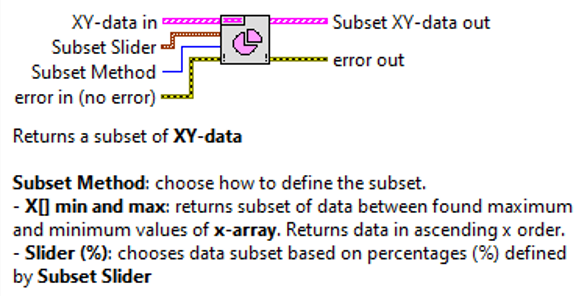 XY-data in
Subset XY-data out
Subset Slider
error out
Subset Method
error in (no error)
Returns a subset of XY-data
Subset Method: choose how to define the subset.
- X[] min and max: returns subset of data between found maximum
and minimum values of x-array. Returns data in ascending x order.
- Slider (%): chooses data subset based on percentages (%) defined
by Subset Slider